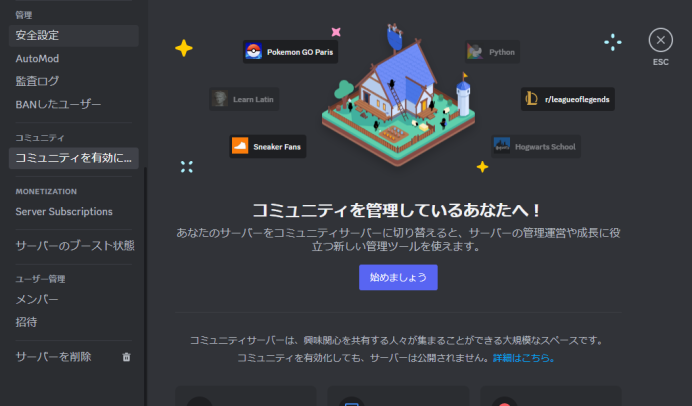 管理
安全設定
AutoMod
監査ログ
BANしたユーザー
コミュニティ
コミュニティを有効に...
MONETIZATION
Server Subscriptions
サーバーのブースト状態
ユーザー管理
メンバー
招待
サーバーを削除
Pokemon GO Paris
Python
Learn Latin
r/leagueoflegends
Sneaker Fans
Hogwarts School
ESC
コミュニティを管理しているあなたへ！
あなたのサーバーをコミュニティサーバーに切り替えると、サーバーの管理運営や成長に役
立つ新しい管理ツールを使えます。
始めましょう
コミュニティサーバーは、興味関心を共有する人々が集まることができる大規模なスペースです。
コミュニティを有効化しても、サーバーは公開されません。詳細はこちら。